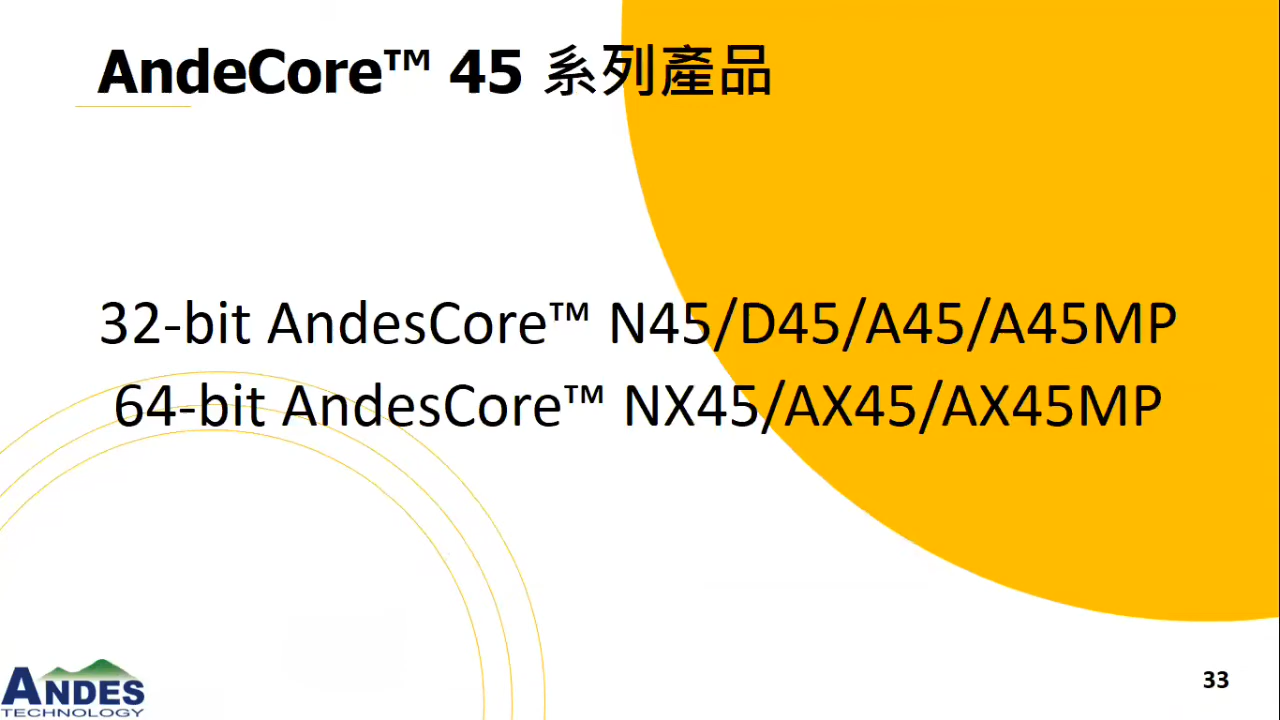 AndeCore™ 45 系列產品
32-bit AndesCore™ N45/D45/A45/A45MP
64-bit AndesCore™ NX45/AX45/AX45MP
ANDES
TECHNOLOGY
33